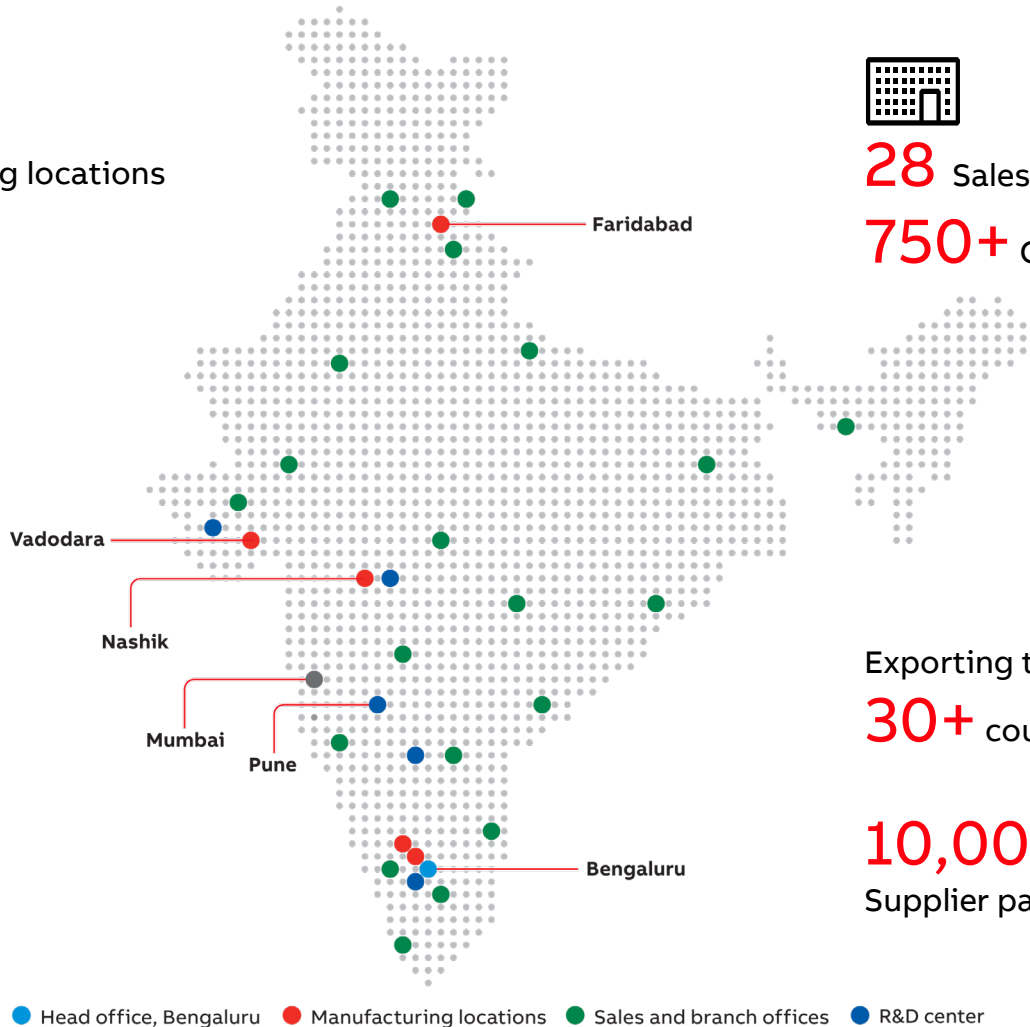 g locations
28 Sales
750+
Faridabad
Vadodara
Nashik
Mumbai
Pune
Exporting t
30+ cou
10,00
Supplier pa
Bengaluru
Head office, Bengaluru Manufacturing locations Sales and branch offices R&D center